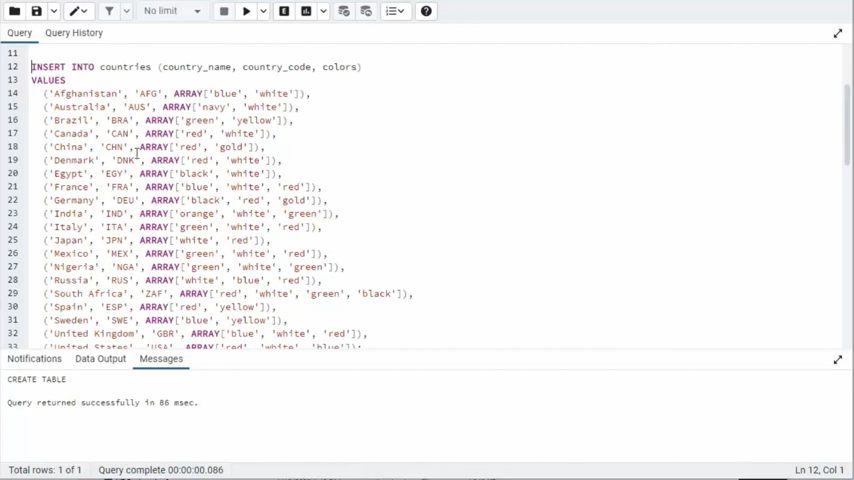 No limit
Query Query History
11
12 INSERT INTO countries (country_name, country_code, colors)
13 VALUES
14 ('Afghanistan', 'AFG', ARRAY['blue', 'white']),
15 ('Australia', 'AUS', ARRAY['navy', 'white']),
16 ('Brazil', 'BRA', ARRAY['green', 'yellow']),
17 ('Canada', 'CAN', ARRAY['red', 'white']),
18 ('China', 'CHN', ARRAY['red', 'gold']),
19 ('Denmark', 'DNK', ARRAY['red', 'white']),
20 ('Egypt', 'EGY', ARRAY['black', 'white']),
21 ('France', 'FRA', ARRAY['blue', 'white', 'red']),
22 ('Germany', 'DEU', ARRAY['black', 'red', 'gold']),
23 ('India', 'IND', ARRAY['orange', 'white', 'green']),
24 ('Italy', 'ITA', ARRAY['green', 'white', 'red']),
25 ('Japan', 'JPN', ARRAY['white', 'red']),
26 ('Mexico', 'MEX', ARRAY['green', 'white', 'red']),
27 ('Nigeria', 'NGA', ARRAY['green', 'white', 'green']),
28 ('Russia', 'RUS', ARRAY['white', 'blue', 'red']),
29 ('South Africa', 'ZAF', ARRAY['red', 'white', 'green', 'black']),
30 ('Spain', 'ESP', ARRAY['red', 'yellow']),
31 ('Sweden', 'SWE', ARRAY['blue', 'yellow']),
32 ('United Kingdom', 'GBR', ARRAY['blue', 'white', 'red']),
33 ('United States', 'USA', ARRAY['red', 'white', 'blue']);
Notifications Data Output Messages
CREATE TABLE
Query returned successfully in 86 msec.
Total rows: 1 of 1 Query complete 00:00:00.086 Ln 12, Col 1